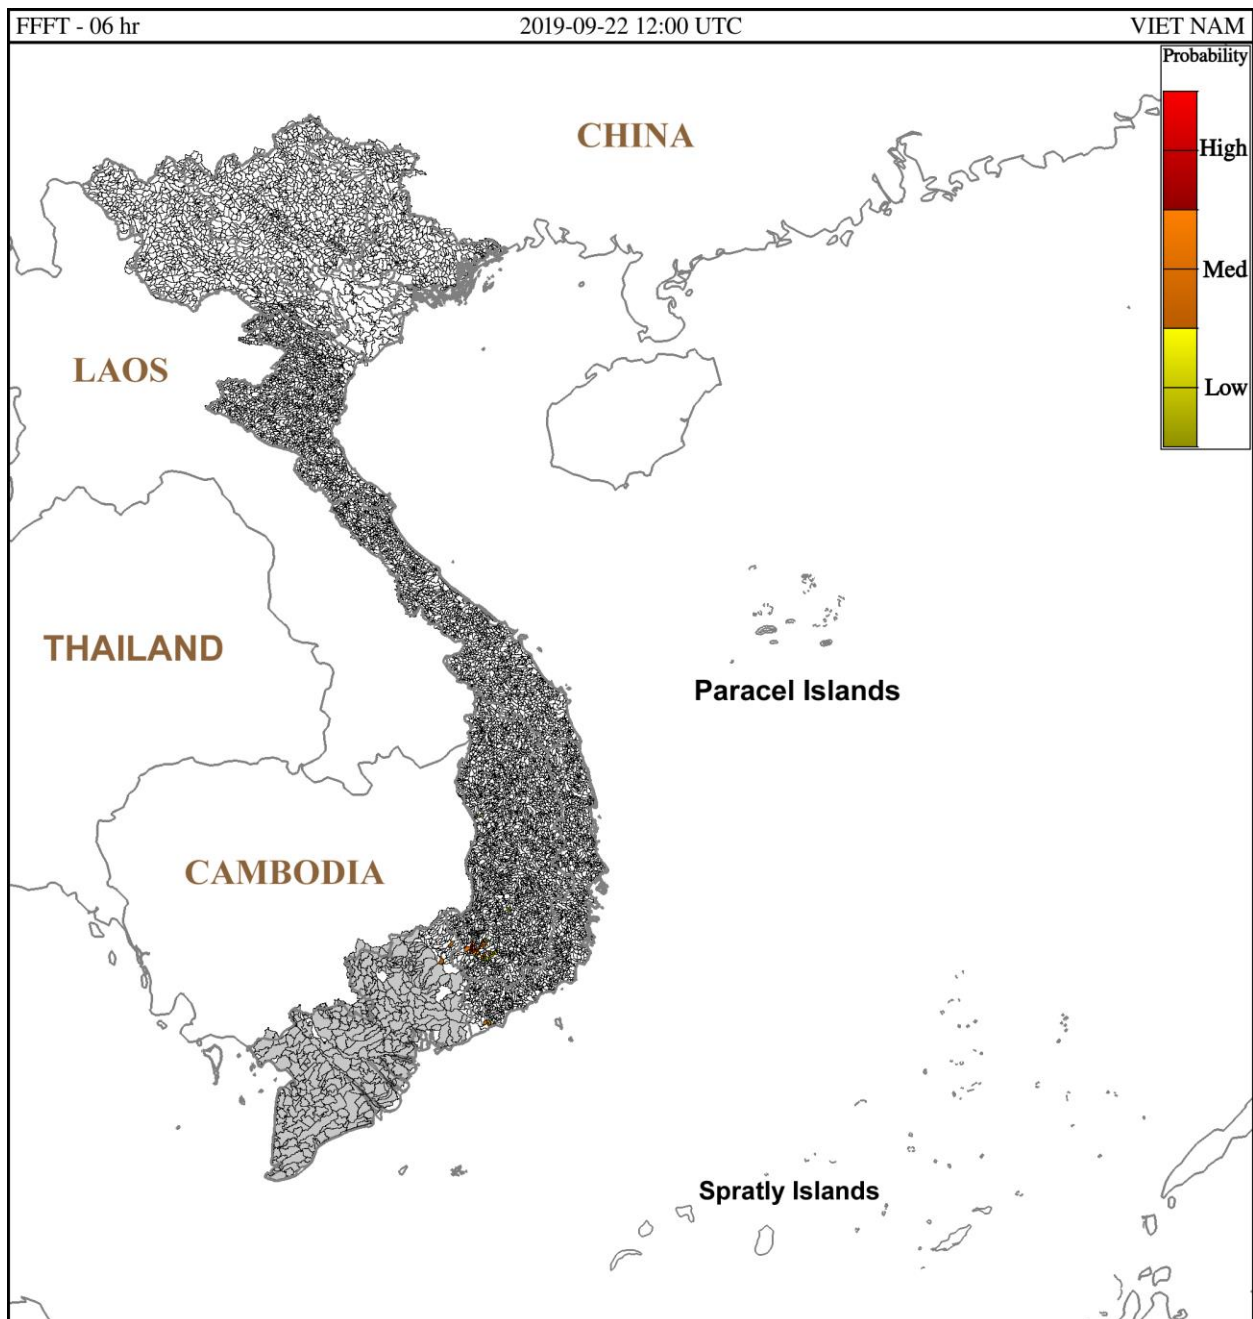 FFFT - 06 hr 2019-09-22 12:00 UTC VIET NAM
Probability
CHINA
High
Med
LAOS
Low
THAILAND
Paracel Islands
CAMBODIA
Spratly Islands